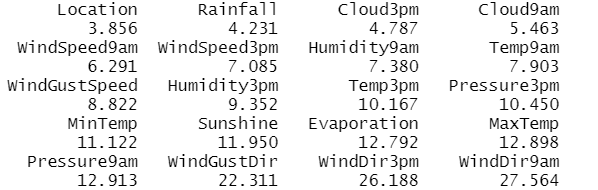 Location Rainfall Cloud3pm Cloud9am
3.856 4.231 4.787 5.463
WindSpeed9am WindSpeed3pm Humidity9am Temp9am
6.291 7.085 7.380 7.903
WindGustSpeed Humidity3pm Temp3pm Pressure3pm
8.822 9.352 10.167 10.450
MinTemp Sunshine Evaporation MaxTemp
11.122 11.950 12.792 12.898
Pressure9am WindGustDir WindDir3pm WindDir9am
12.913 22.311 26.188 27.564